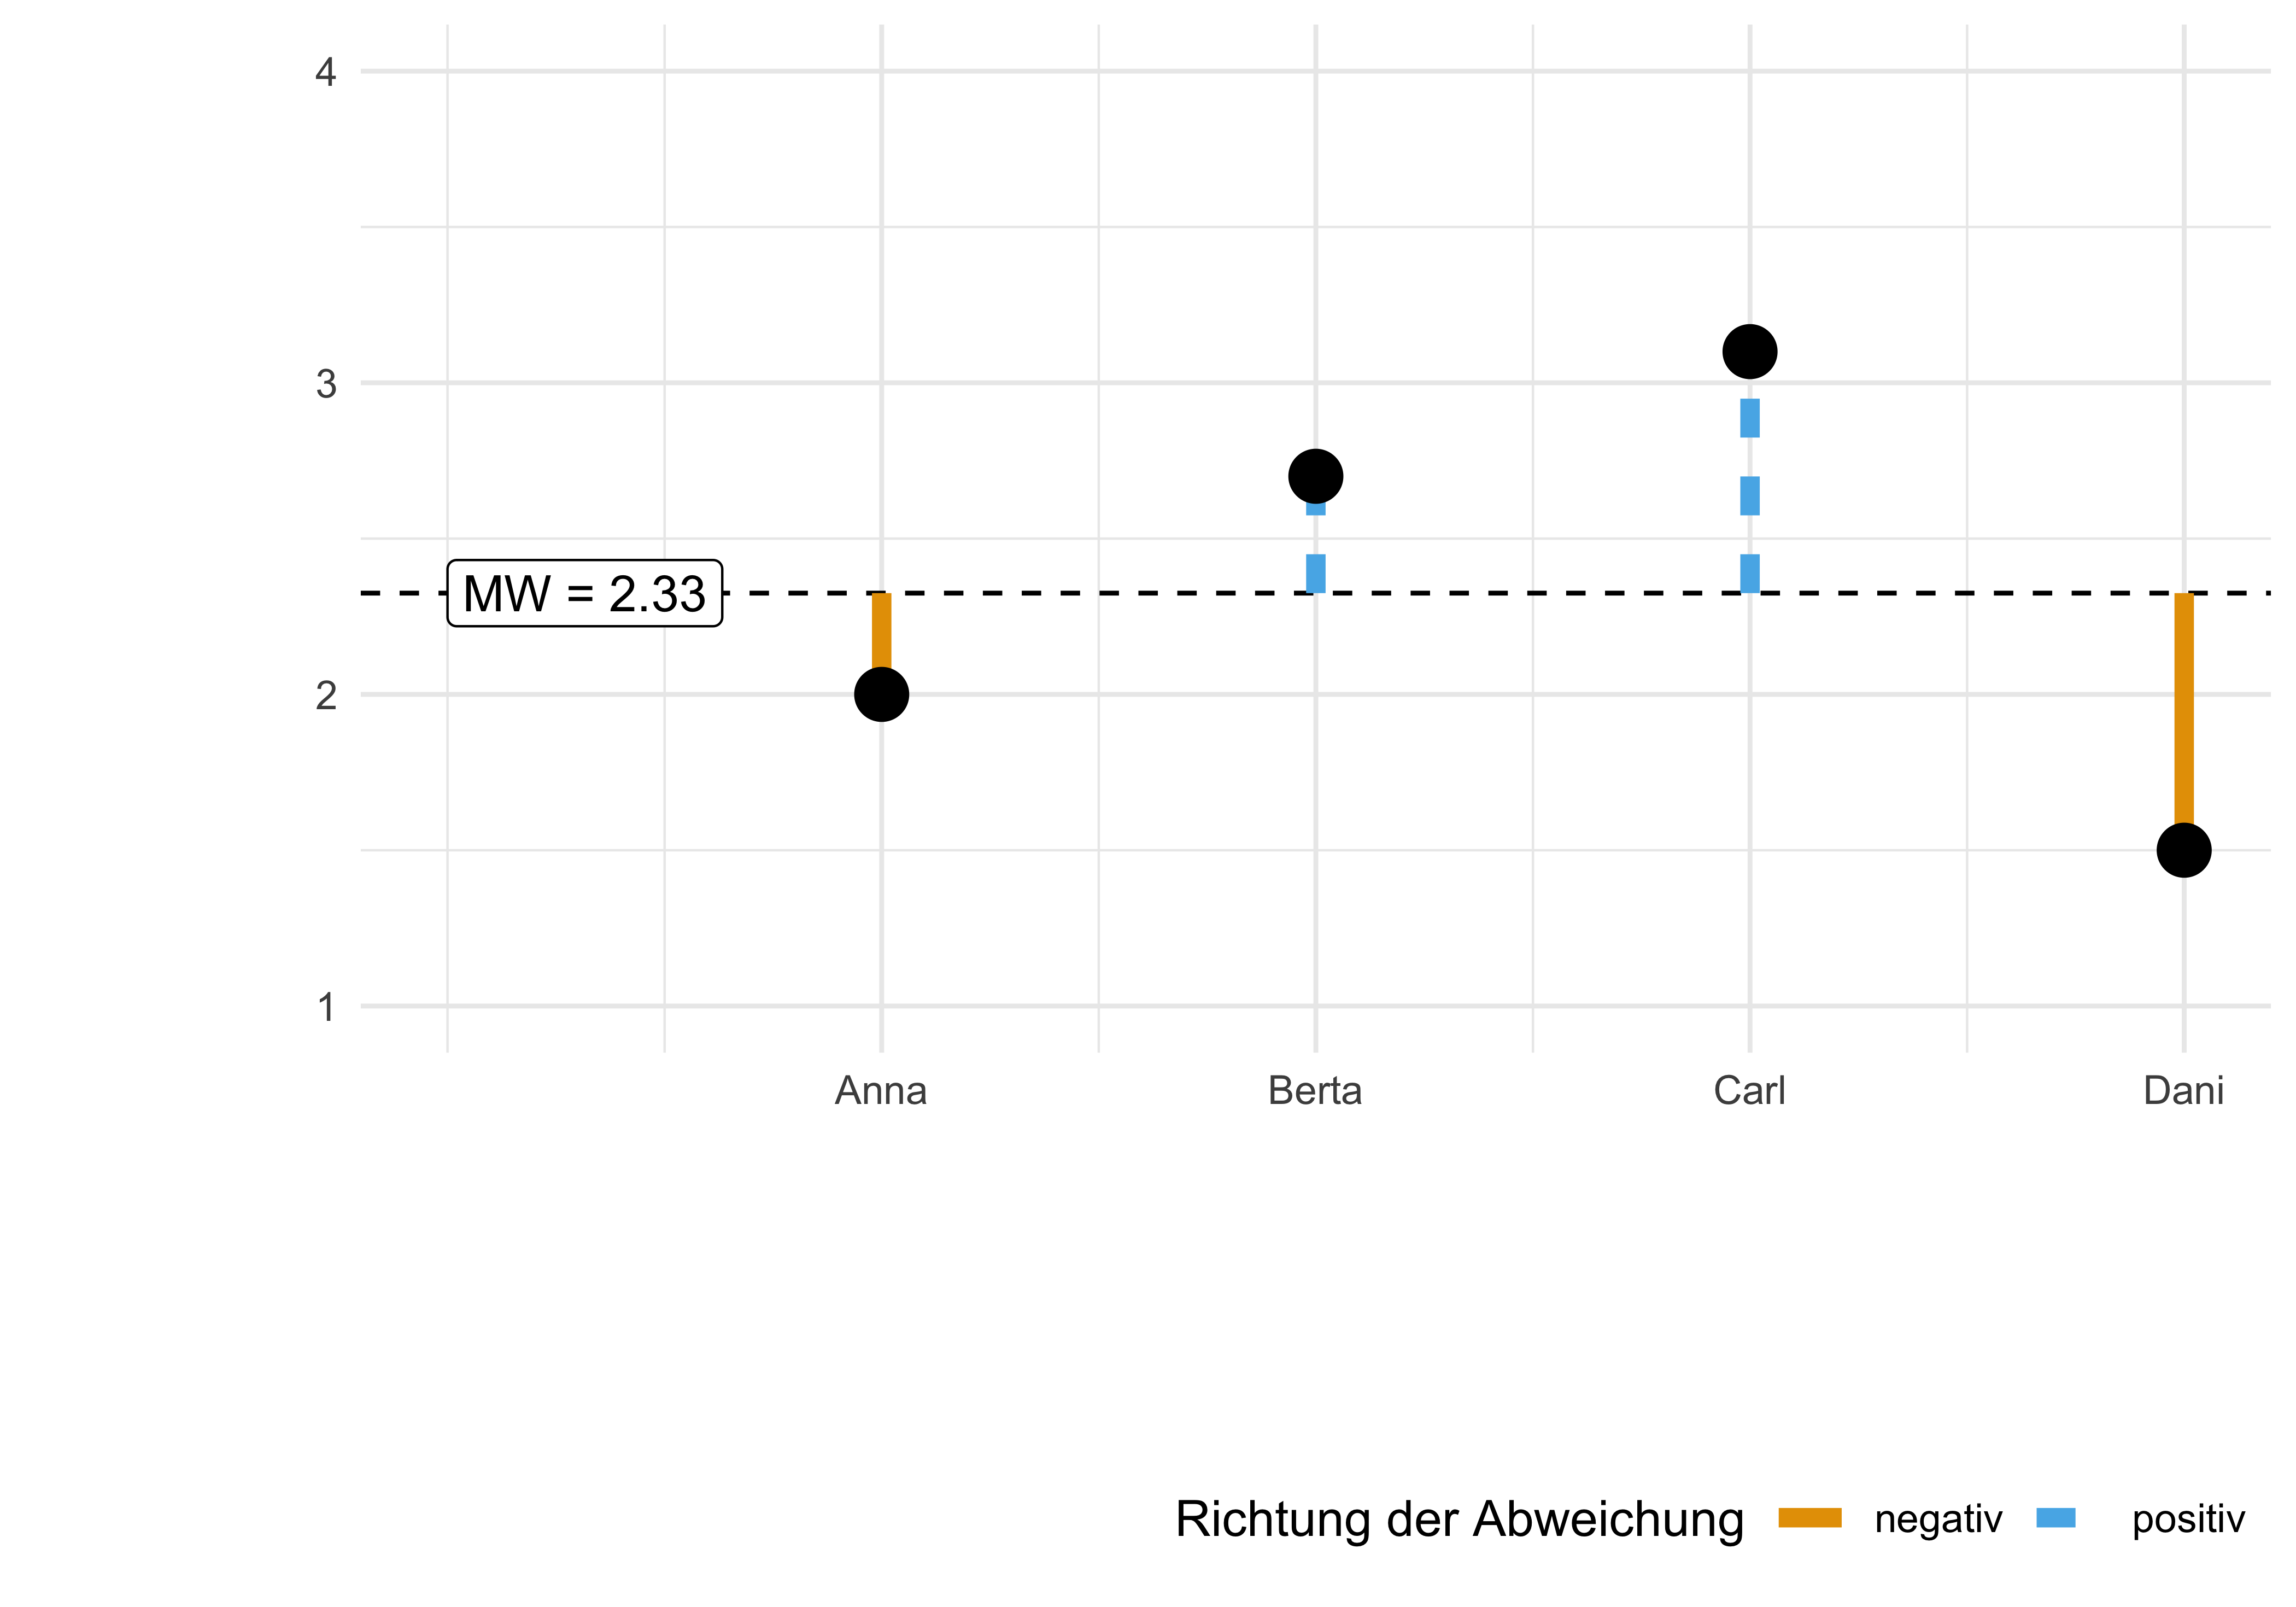 4
3
MW = 2.33
2
1
Anna Berta Carl Dani
Richtung der Abweichung negativ positiv